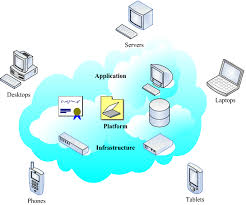 Servers
Application
Desktops
Laptops
Platform
Infrastructure
Phones
Tablets